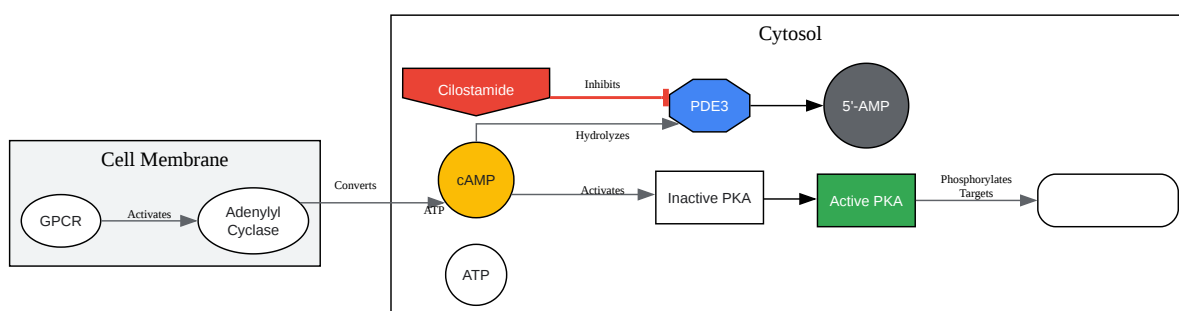 Cytosol
Cilostamide
Inhibits
PDE3
5'-AMP
Hydrolyzes
Cell Membrane
GPCR
Activates
Adenylyl
Cyclase
Converts
ATP
cAMP
Activates
Inactive PKA
Active PKA
Phosphorylates
Targets
ATP